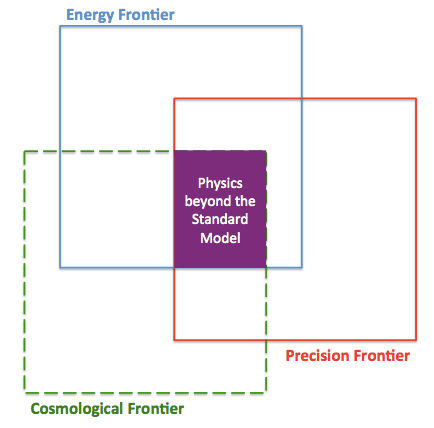 Energy Frontier
Physics
beyond the
Standard
Model
Precision Frontier
Cosmological Frontier